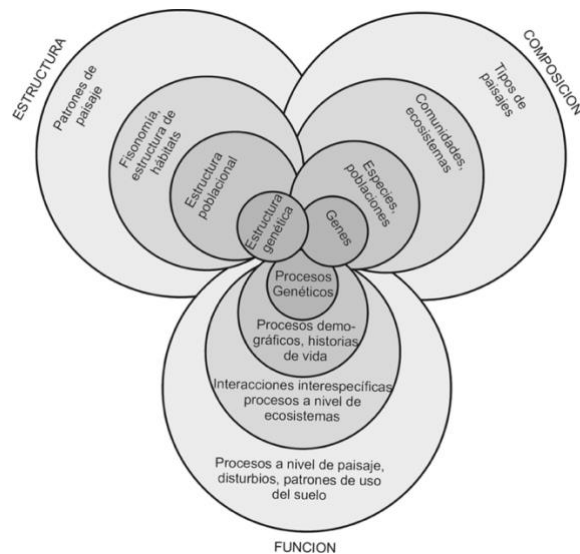 ESTRUCTURA
Patrones de
paisaje
Fisonomía,
estructura de
hábitats
Estructura
poblacional
Estructura
genética
COMPOSICION
Tipos de
paisajes
Comunidades,
ecosistemas
Especies,
poblaciones
Genes
Procesos
Genéticos
Procesos demo-
gráficos, historias
de vida
Interacciones interespecíficas
procesos a nivel de
ecosistemas
Procesos a nivel de paisaje,
disturbios, patrones de uso
del suelo
FUNCION